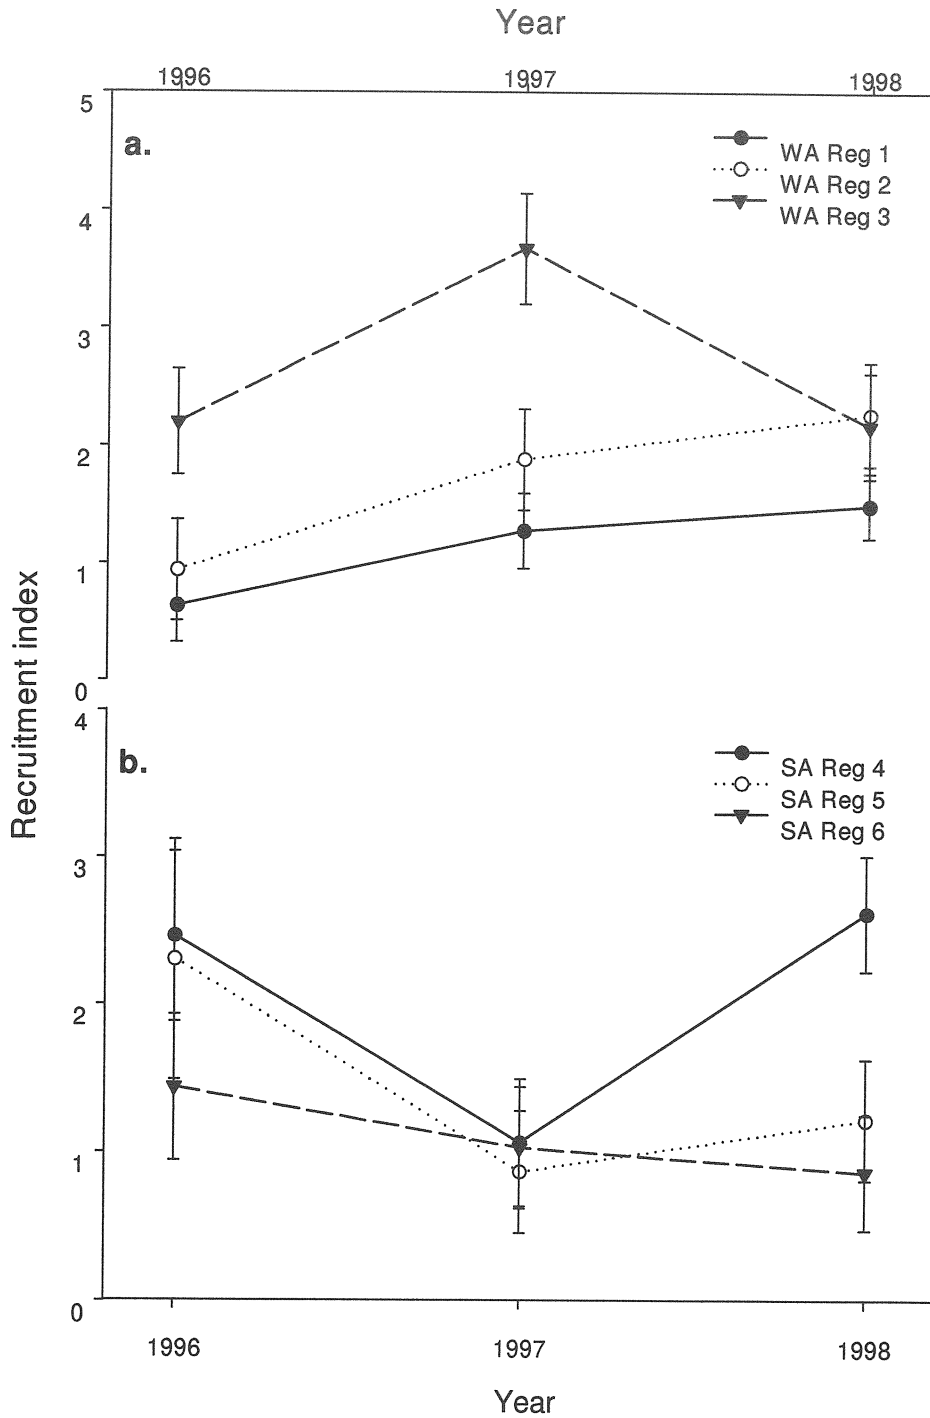 Year
1996 1997 1998
5
a.
WA Reg 1
WA Reg 2
WA Reg 3
4
3
2
1
0
Recruitment index
4
b.
SA Reg 4
SA Reg 5
SA Reg 6
3
2
1
0
1996 1997 1998
Year